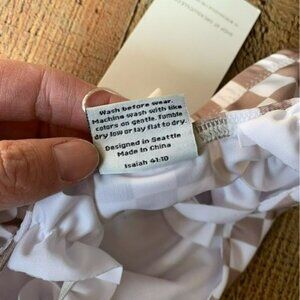 Wash before wear.
Machine wash with like
colors on gentle. Tumble
dry low or lay flat to dry.
Designed in Seattle
Made in China
Isaiah 41:10